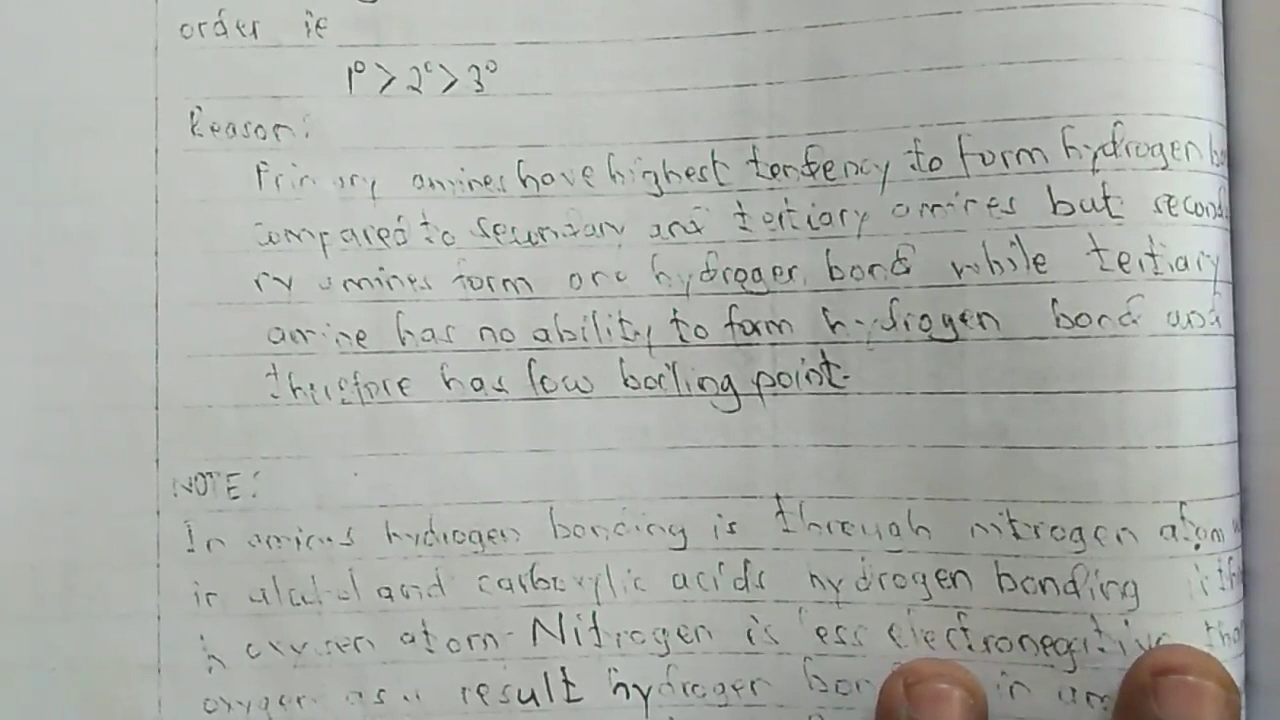 order is
1° > 2° > 3°
Reason:
Primary amines have highest tendency to form hydrogen
compared to secondary and tertiary amines but second
ry amines form one hydrogen bond while tertiary
amine has no ability to form hydrogen bond and
therefore has low boiling point.
NOTE:
In amines hydrogen bonding is through nitrogen atom
in alcohol and carboxylic acids hydrogen bonding is
h oxygen atom. Nitrogen is less electronegative
oxygen as a result hydrogen in